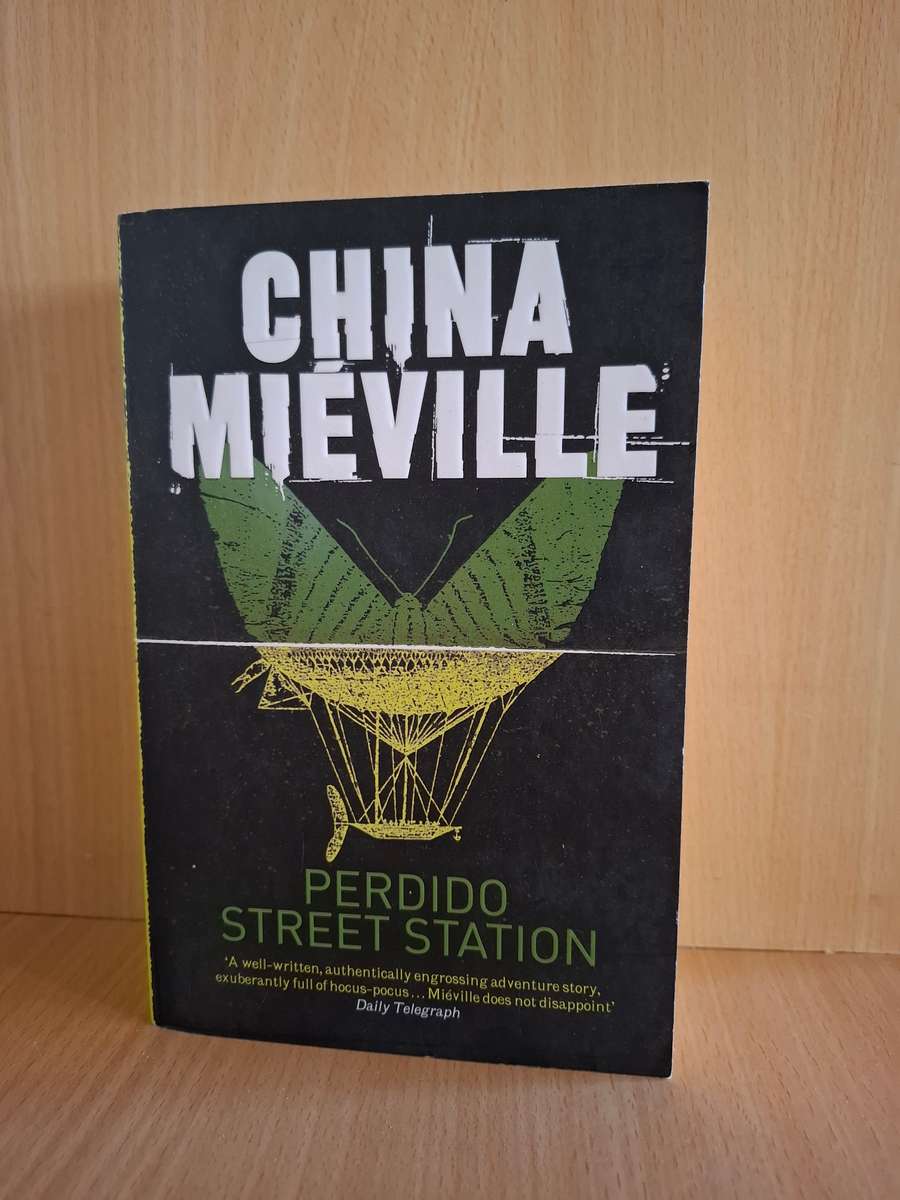 CHINA
MIÉVILLE
PERDIDO
STREET STATION
‘A well-written, authentically engrossing adventure story,
exuberantly full of hocus-pocus... Miéville does not disappoint’
Daily Telegraph